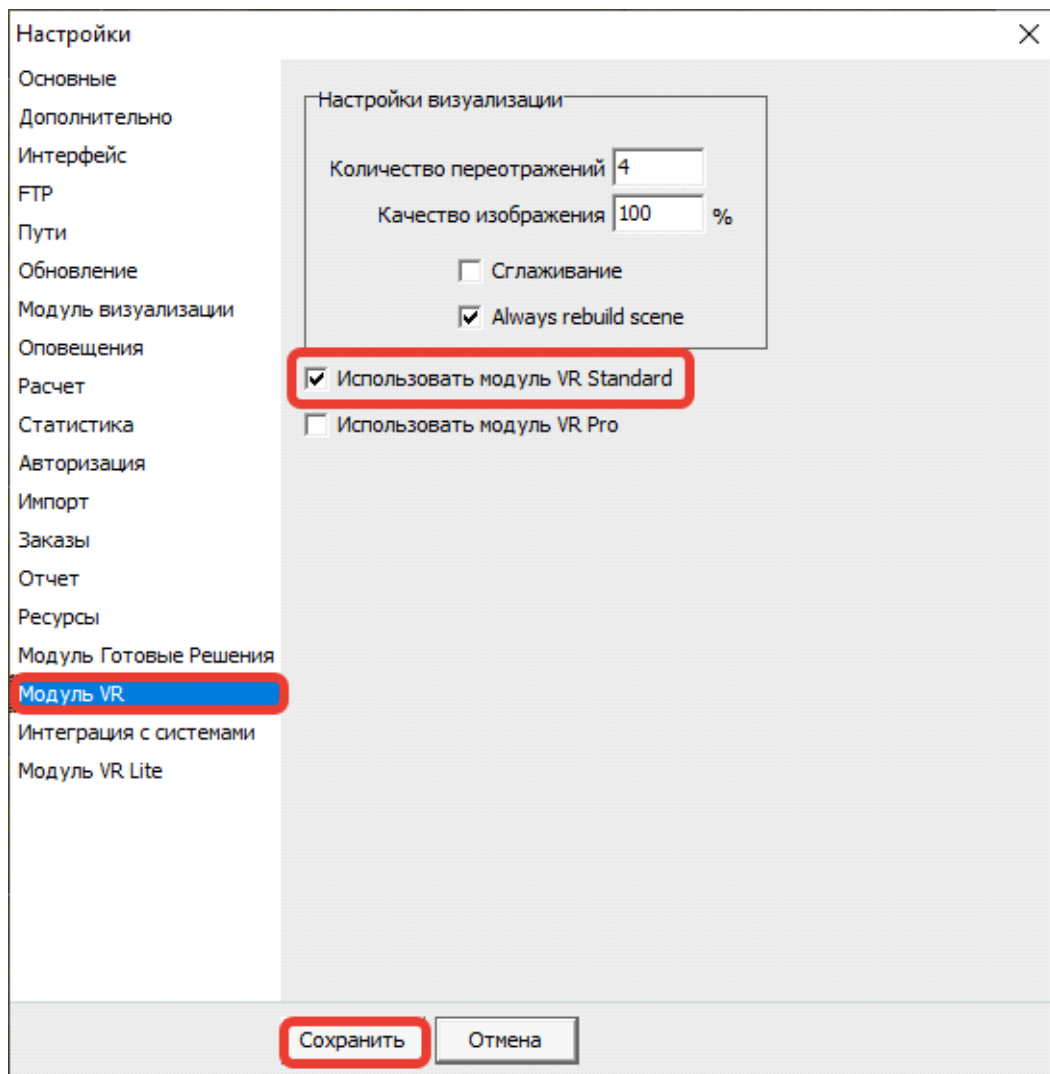 Настройки
Основные
Дополнительно
Интерфейс
FTP
Пути
Обновление
Модуль визуализации
Оповещения
Расчет
Статистика
Авторизация
Импорт
Заказы
Отчет
Ресурсы
Модуль Готовые Решения
Модуль VR
Интеграция с системами
Модуль VR Lite
Настройки визуализации
Количество переотражений 4
Качество изображения 100 %
Сглаживание
Always rebuild scene
Использовать модуль VR Standard
Использовать модуль VR Pro
Сохранить Отмена